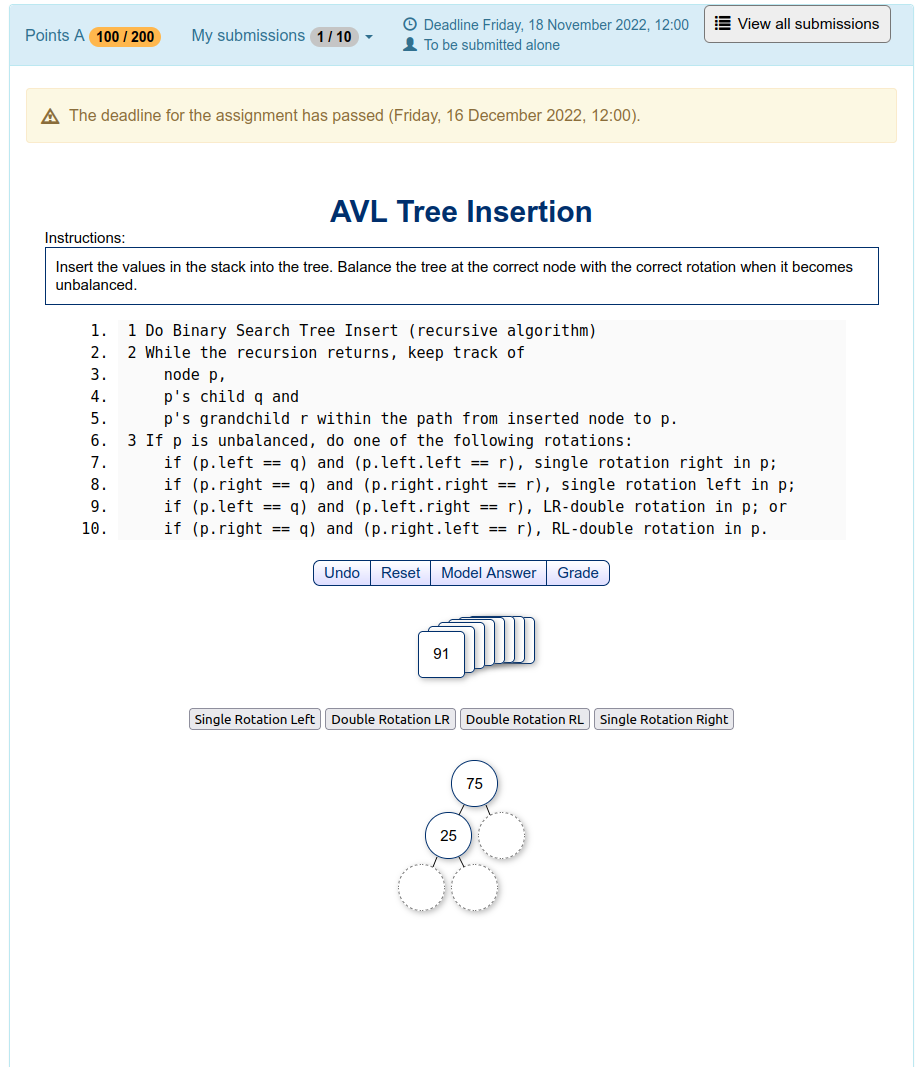 Points A 100 / 200 My submissions 1 / 10 Deadline Friday, 18 November 2022, 12:00 View all submissions
To be submitted alone
The deadline for the assignment has passed (Friday, 16 December 2022, 12:00).
AVL Tree Insertion
Instructions:
Insert the values in the stack into the tree. Balance the tree at the correct node with the correct rotation when it becomes
unbalanced.
1. 1 Do Binary Search Tree Insert (recursive algorithm)
2. 2 While the recursion returns, keep track of
3. node p,
4. p's child q and
5. p's grandchild r within the path from inserted node to p.
6. 3 If p is unbalanced, do one of the following rotations:
7. if (p.left == q) and (p.left.left == r), single rotation right in p;
8. if (p.right == q) and (p.right.right == r), single rotation left in p;
9. if (p.left == q) and (p.left.right == r), LR-double rotation in p; or
10. if (p.right == q) and (p.right.left == r), RL-double rotation in p.
Undo Reset Model Answer Grade
91
Single Rotation Left Double Rotation LR Double Rotation RL Single Rotation Right
75
25